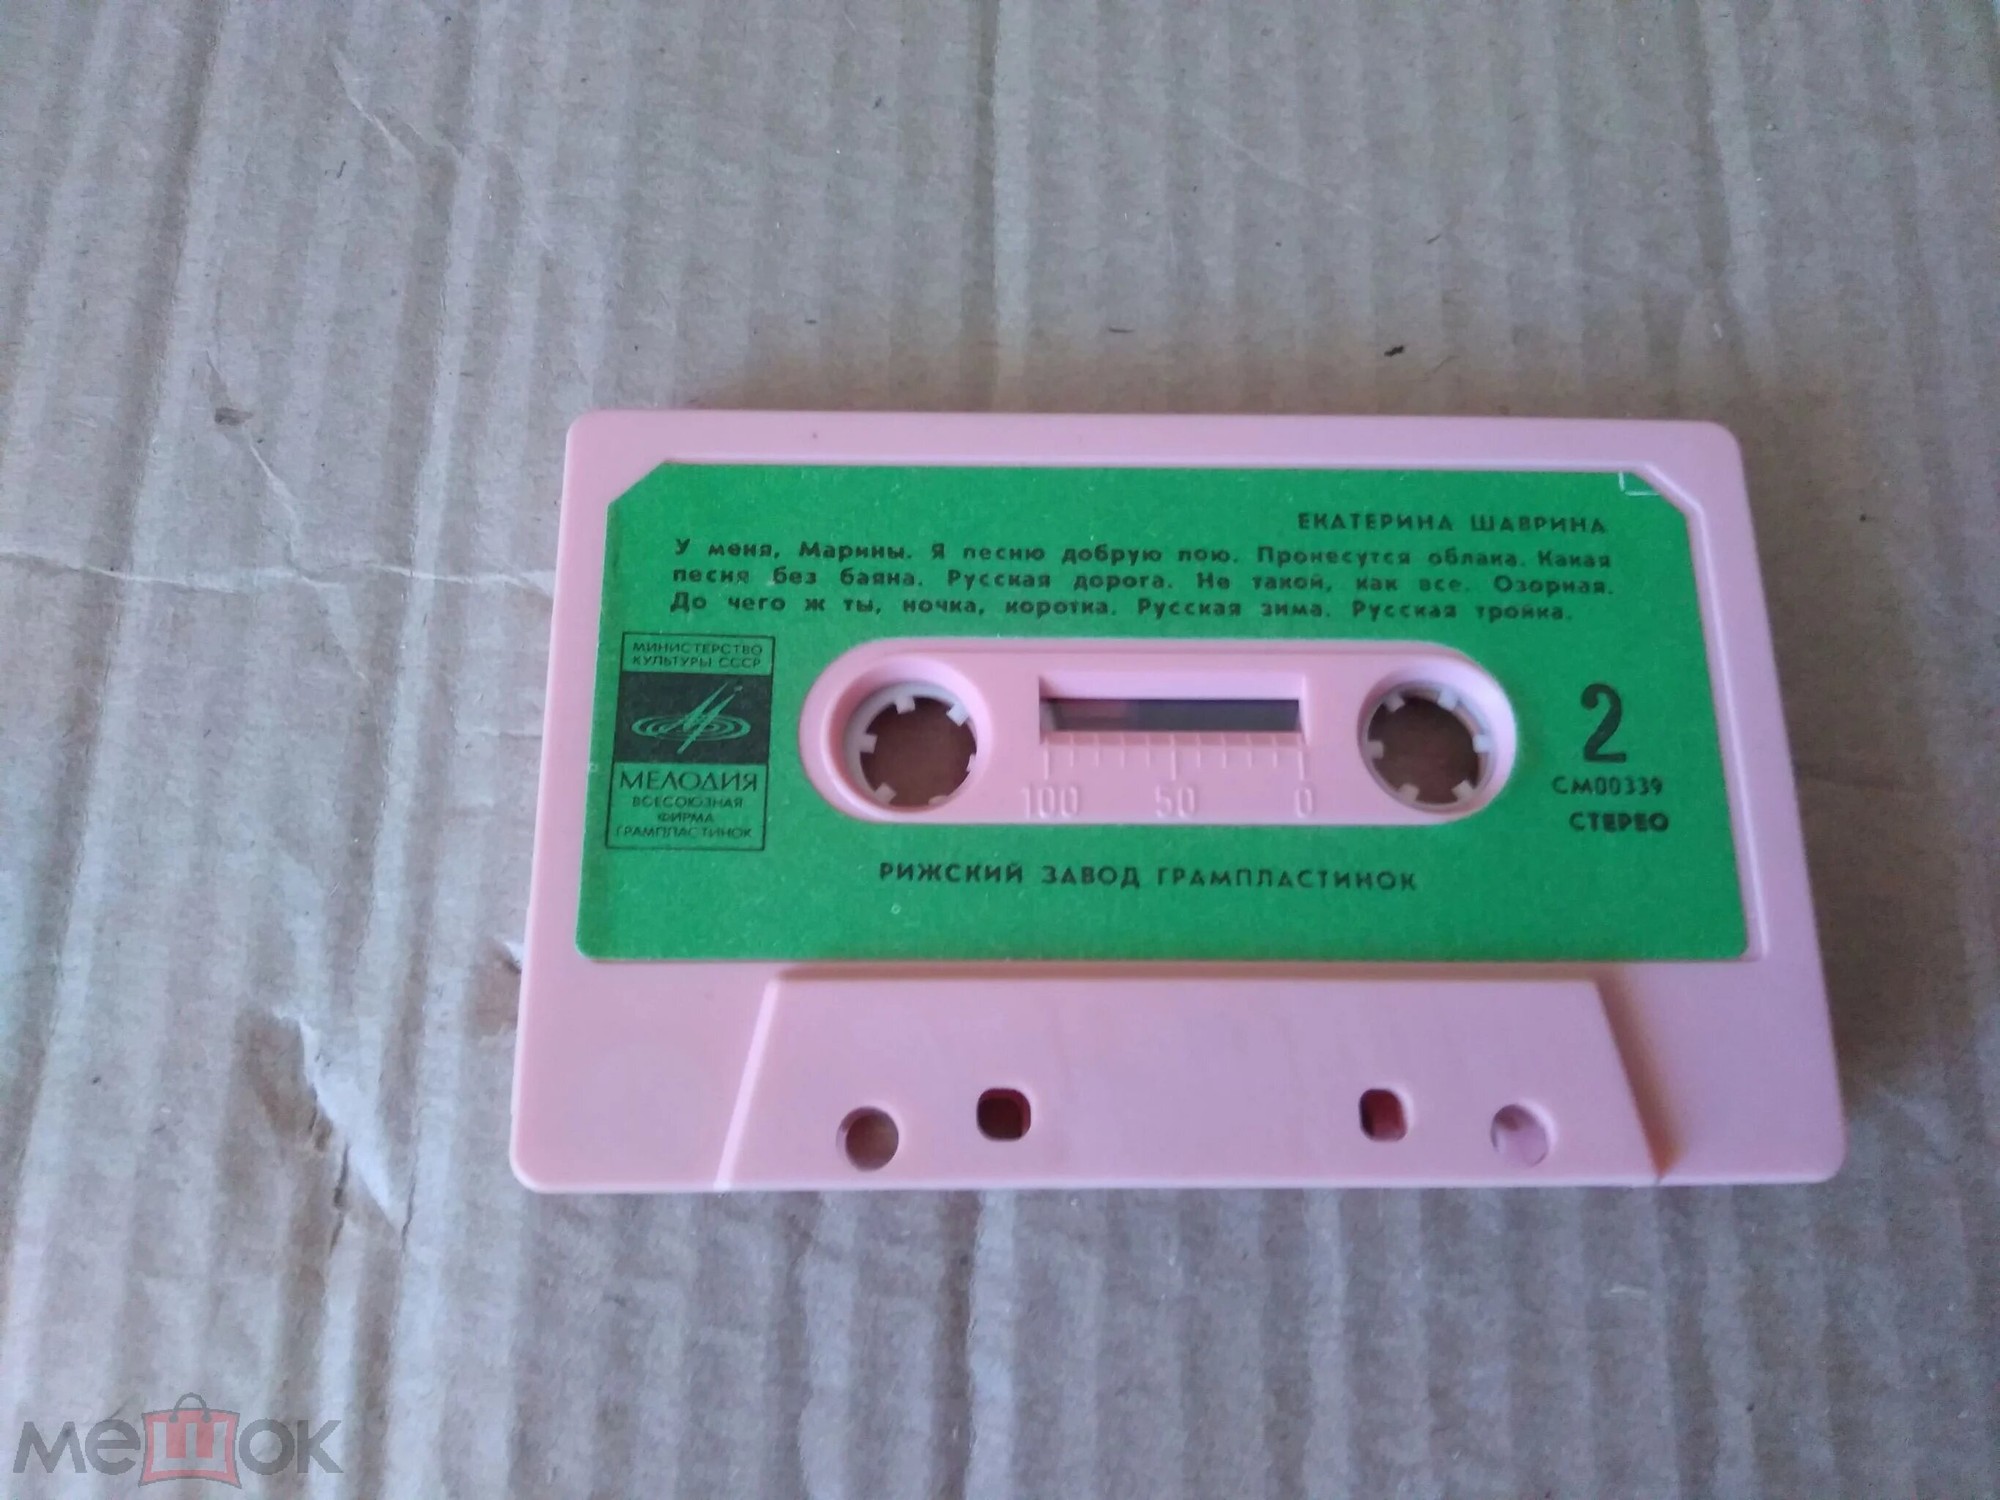 ЕКАТЕРИНА ШАВРИНА
У меня, Марины. Я песню добрую пою. Пронесутся облака. Какая
песня без баяна. Русская дорога. Не такой, как все. Озорная.
До чего ж ты, ночка, коротка. Русская зима. Русская тройка.
МИНИСТЕРСТВО
КУЛЬТУРЫ СССР
МЕЛОДИЯ
ВСЕСОЮЗНАЯ
ФИРМА
ГРАМПЛАСТИНОК
100 50 0
2
СМ00339
СТЕРЕО
РИЖСКИЙ ЗАВОД ГРАМПЛАСТИНОК
мешок